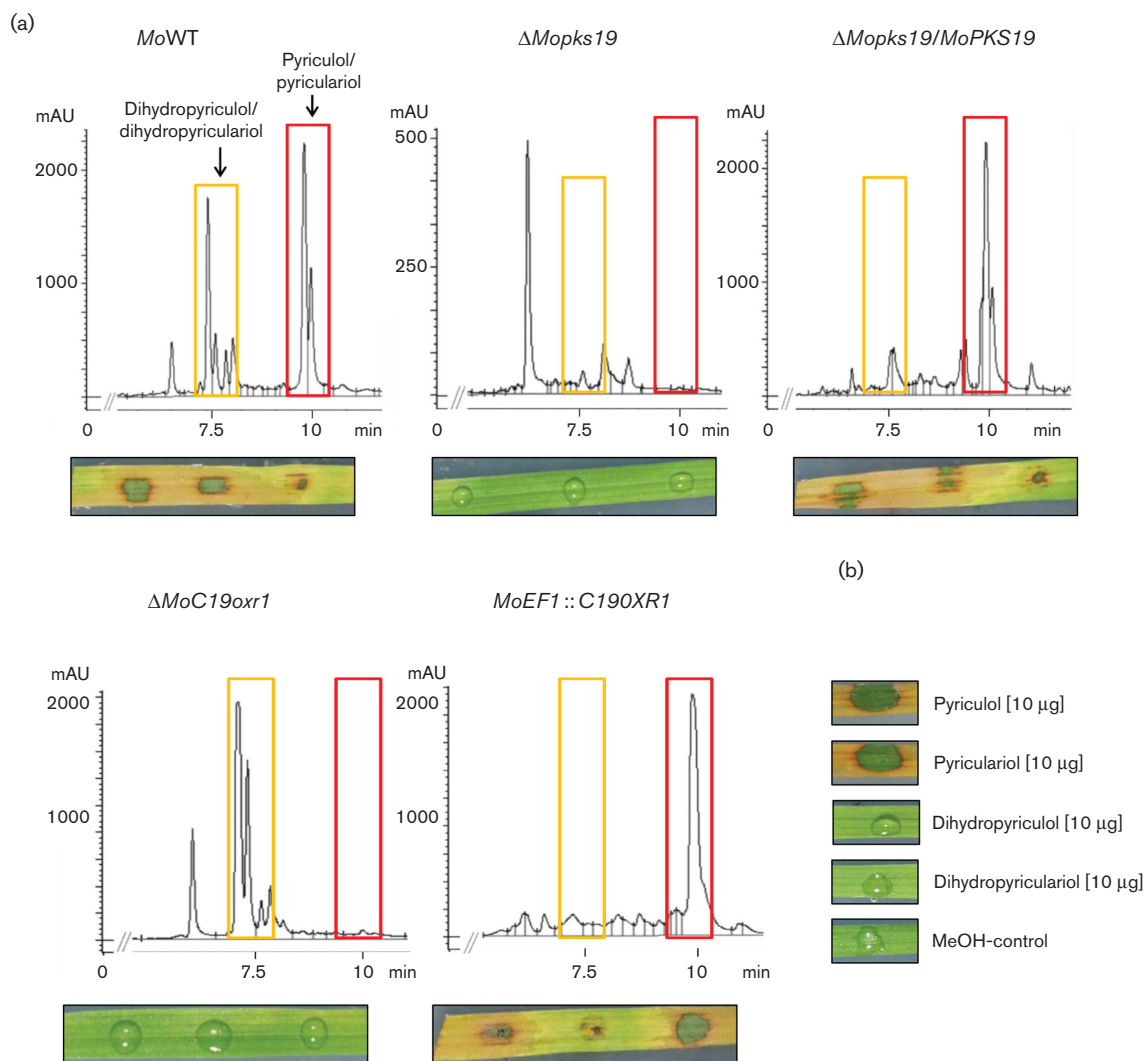 (a)
MoWT
ΔMopks19
ΔMopks19/MoPKS19
Pyriculol/
pyriculariol
Dihydropyriculol/
dihydropyriculariol
mAU
2000
1000
0
7.5
10
min
mAU
500
250
0
7.5
10
min
mAU
2000
1000
0
7.5
10
min
(b)
ΔMoC19oxr1
MoEF1::C190XR1
mAU
2000
1000
0
7.5
10
min
mAU
2000
1000
0
7.5
10
min
Pyriculol [10 μg]
Pyriculariol [10 μg]
Dihydropyriculol [10 μg]
Dihydropyriculariol [10 μg]
MeOH-control